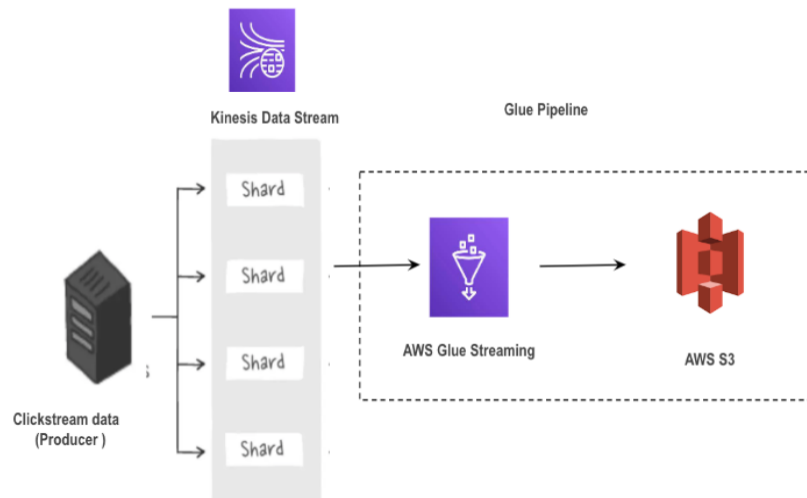 Kinesis Data Stream
Glue Pipeline
Shard
Shard
Shard
Shard
AWS Glue Streaming
AWS S3
s
Clickstream data
(Producer )